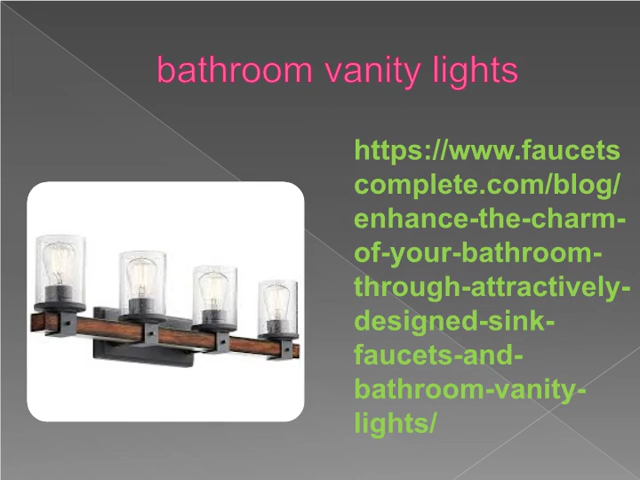 bathroom vanity lights
https://www.faucets
complete.com/blog/
enhance-the-charm-
of-your-bathroom-
through-attractively-
designed-sink-
faucets-and-
bathroom-vanity-
lights/